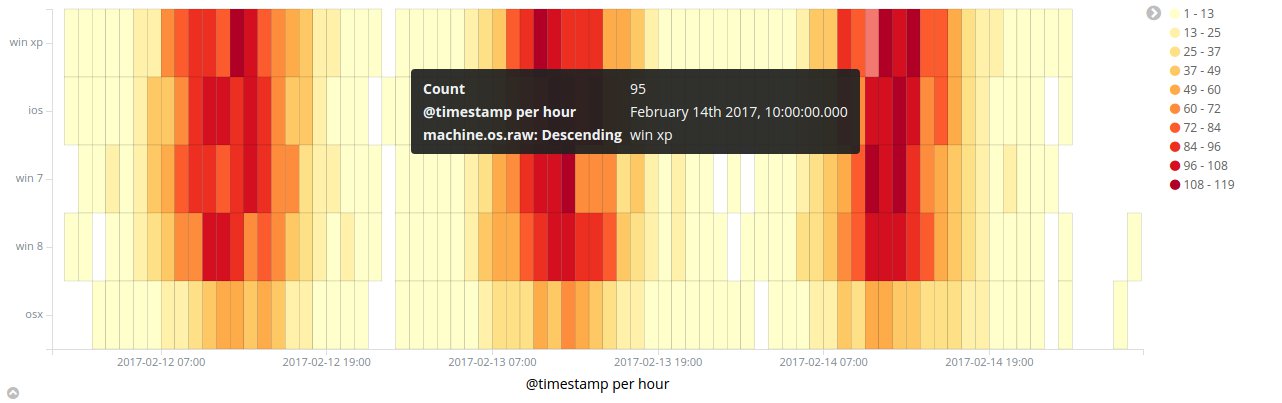 win xp
ios
win 7
win 8
osx
Count 95
@timestamp per hour February 14th 2017, 10:00:00.000
machine.os.raw: Descending win xp
1 - 13
13 - 25
25 - 37
37 - 49
49 - 60
60 - 72
72 - 84
84 - 96
96 - 108
108 - 119
2017-02-12 07:00 2017-02-12 19:00 2017-02-13 07:00 2017-02-13 19:00 2017-02-14 07:00 2017-02-14 19:00
@timestamp per hour